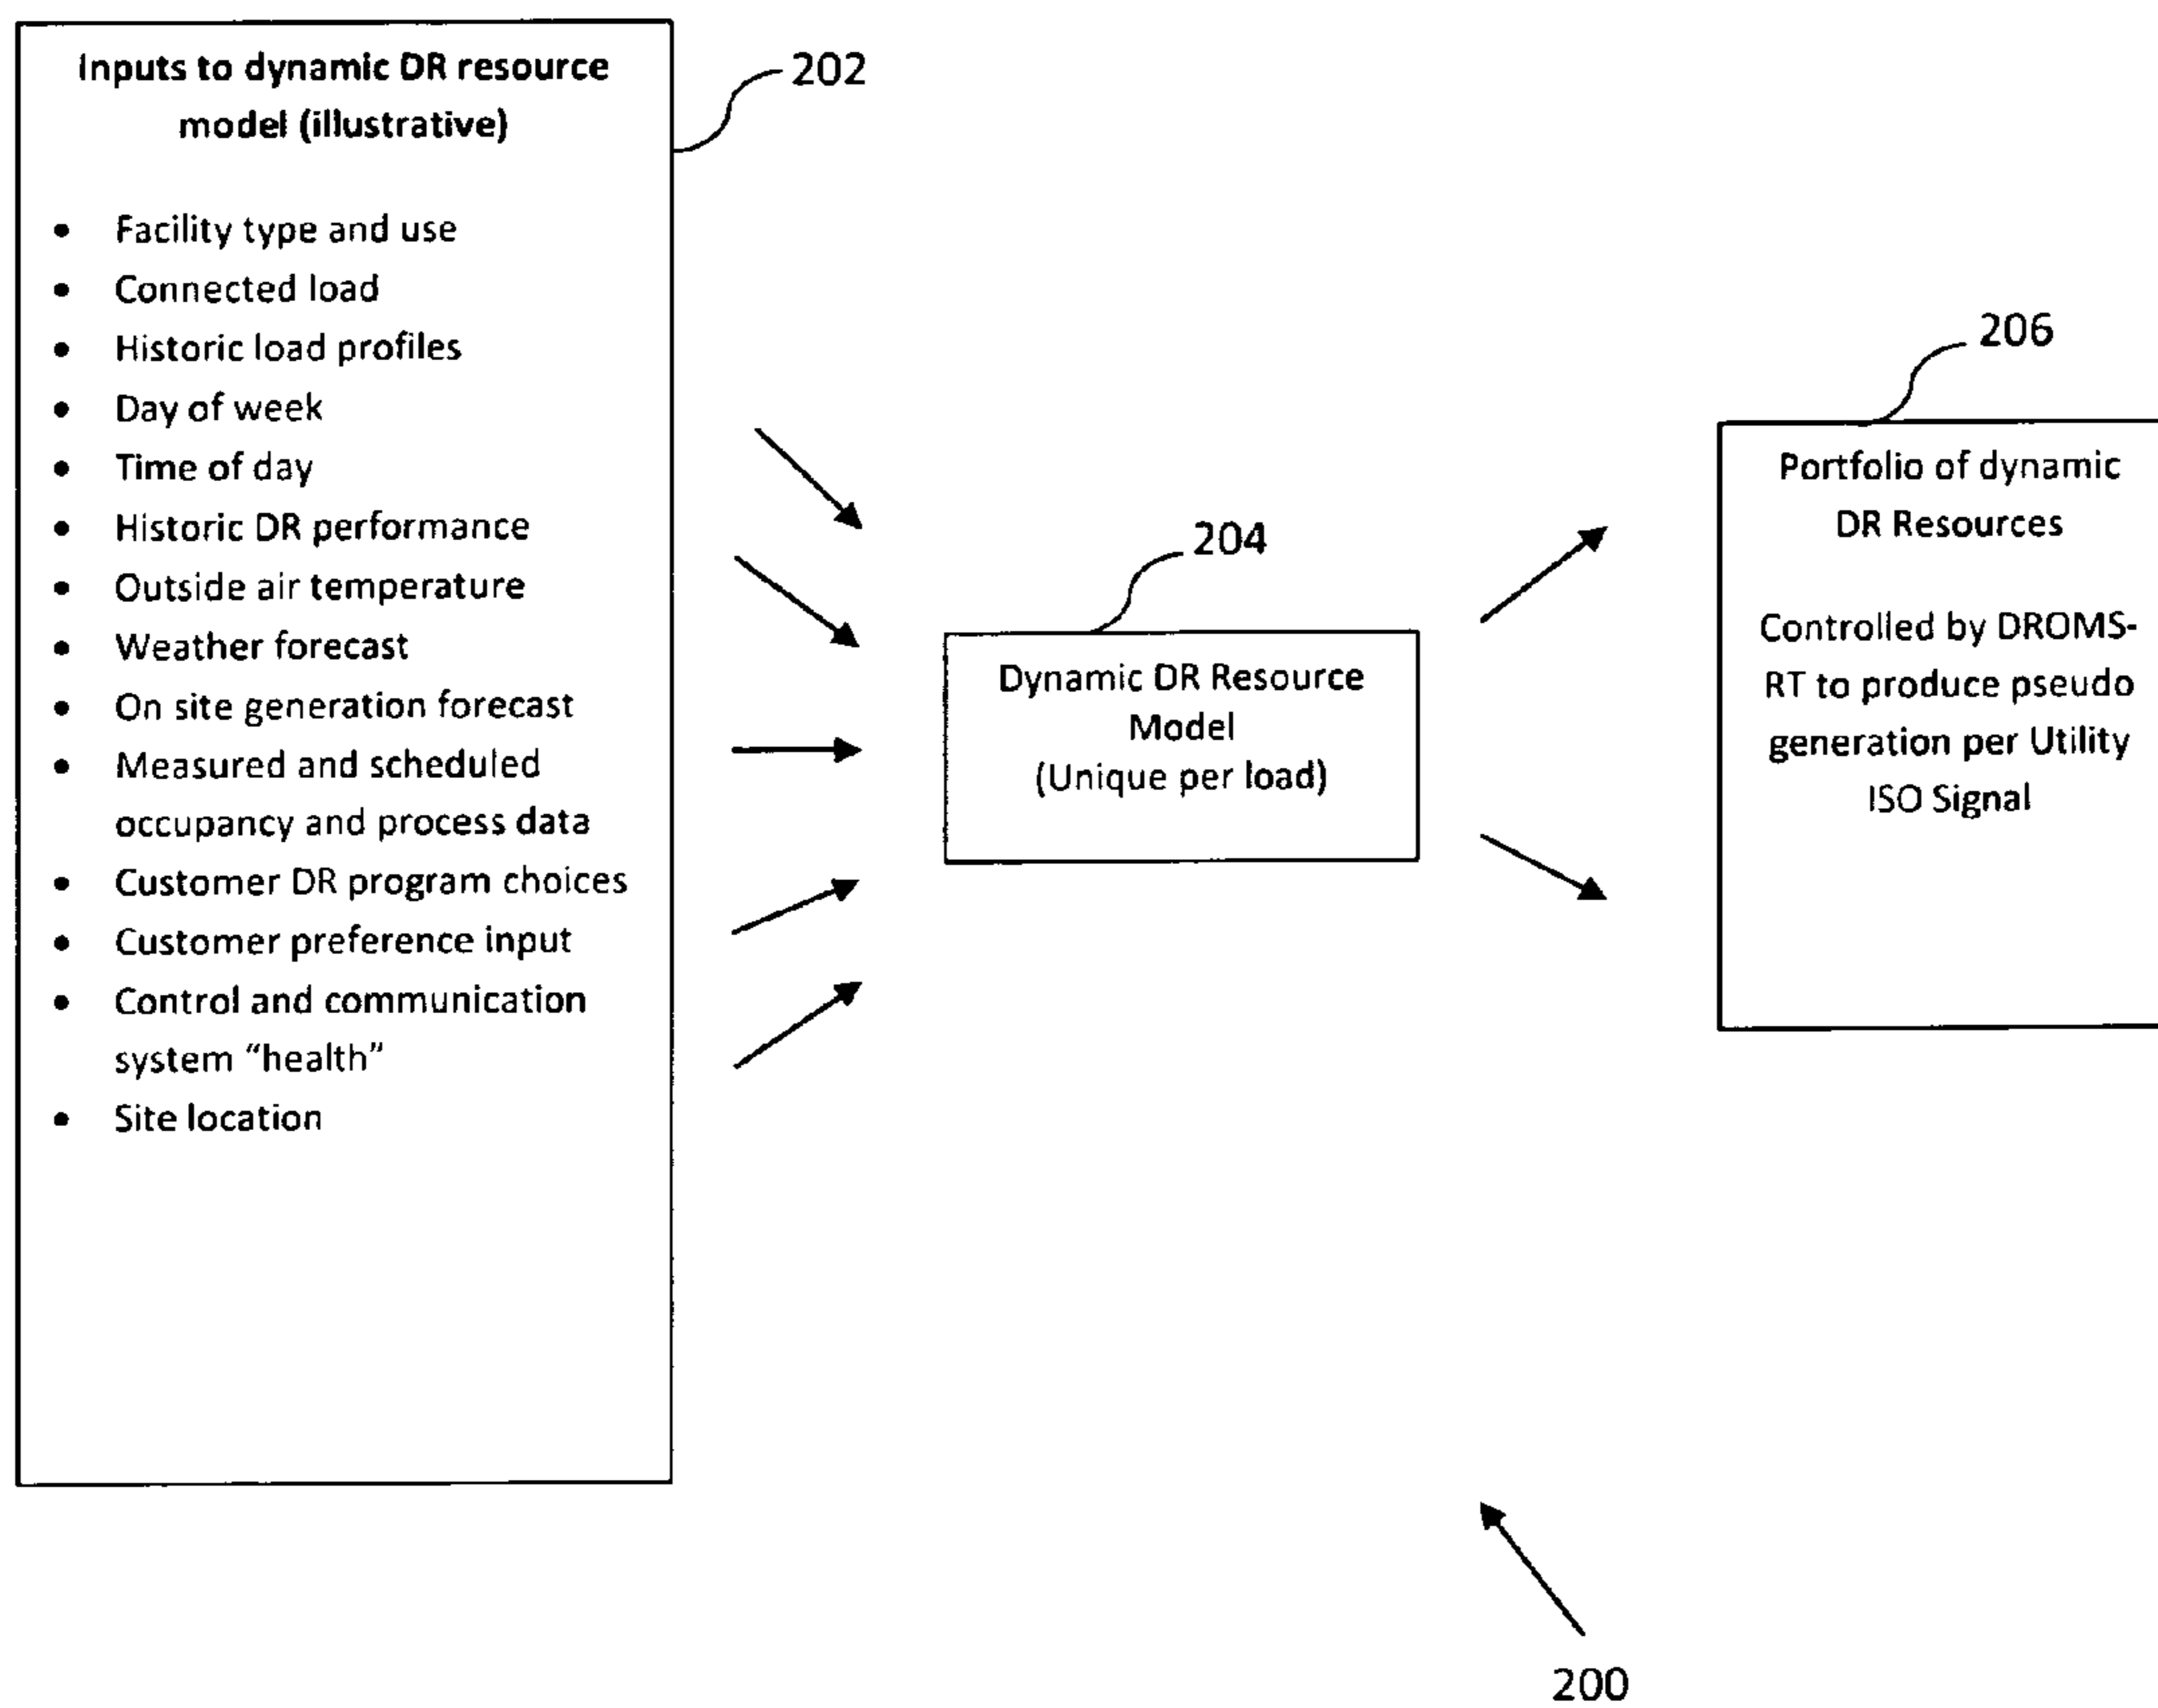 Inputs to dynamic DR resource
model (illustrative)
202
• Facility type and use
• Connected load
• Historic load profiles
• Day of week
• Time of day
• Historic DR performance
• Outside air temperature
• Weather forecast
• On site generation forecast
• Measured and scheduled
occupancy and process data
• Customer DR program choices
• Customer preference input
• Control and communication
system “health”
• Site location
204
Dynamic DR Resource
Model
(Unique per load)
206
Portfolio of dynamic
DR Resources
Controlled by DROMS-
RT to produce pseudo
generation per Utility
ISO Signal
200